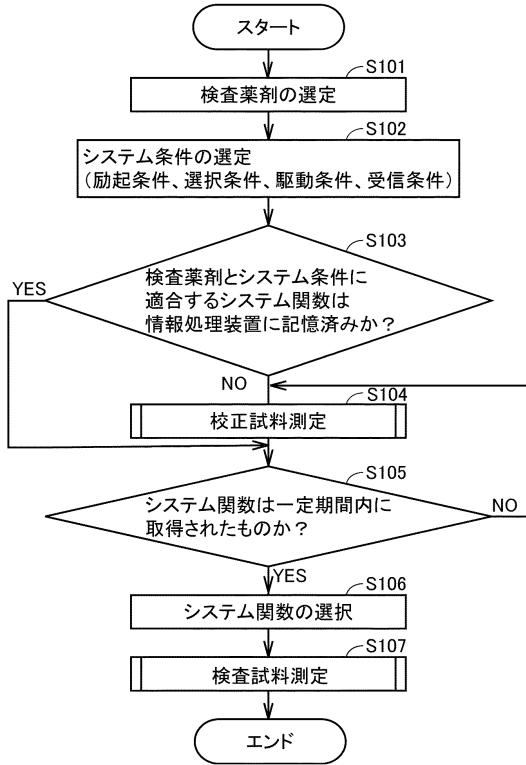 スタート
S101
検査薬剤の選定
S102
システム条件の選定
（励起条件、選択条件、駆動条件、受信条件）
S103
検査薬剤とシステム条件に
適合するシステム関数は
情報処理装置に記憶済みか？
YES
NO
S104
校正試料測定
S105
システム関数は一定期間内に
取得されたものか？
NO
YES
S106
システム関数の選択
S107
検査試料測定
エンド